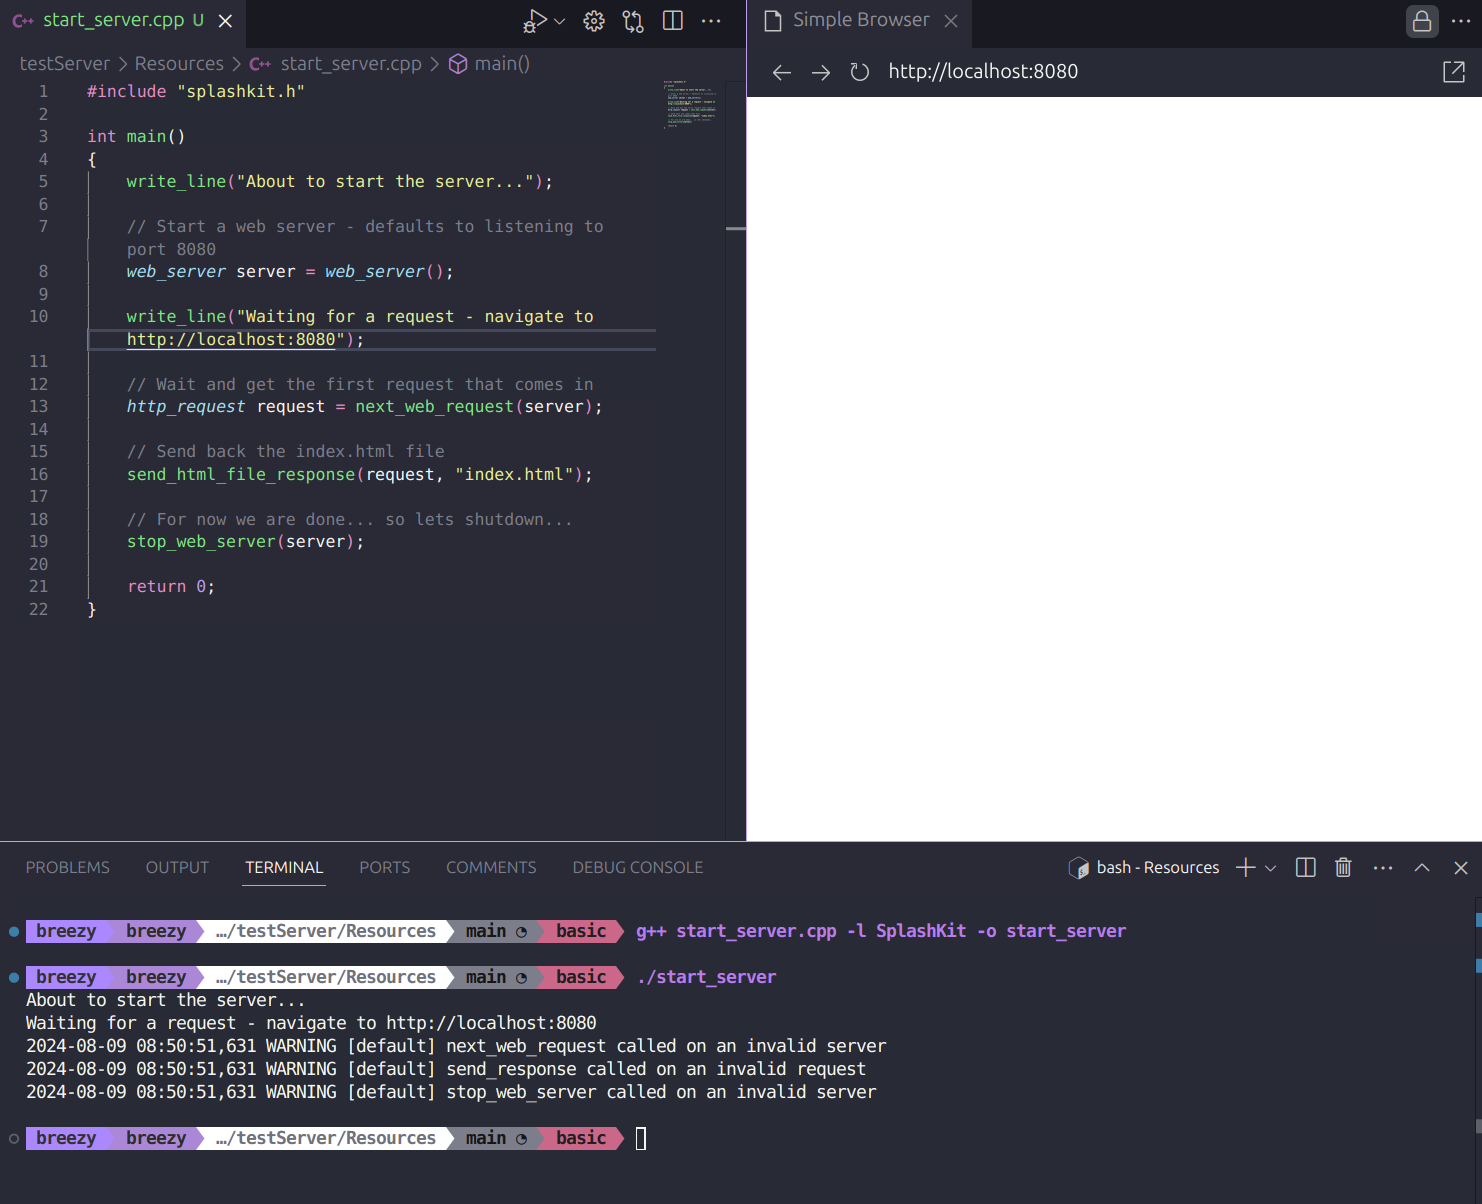 start_server.cpp U
testServer > Resources > C++ start_server.cpp > main()
1 #include "splashkit.h"
2
3 int main()
4 {
5 write_line("About to start the server...");
6
7 // Start a web server - defaults to listening to
port 8080
8 web_server server = web_server();
9
10 write_line("Waiting for a request - navigate to
http://localhost:8080");
11
12 // Wait and get the first request that comes in
13 http_request request = next_web_request(server);
14
15 // Send back the index.html file
16 send_html_file_response(request, "index.html");
17
18 // For now we are done... so lets shutdown...
19 stop_web_server(server);
20
21 return 0;
22 }
Simple Browser
http://localhost:8080
PROBLEMS OUTPUT TERMINAL PORTS COMMENTS DEBUG CONSOLE
bash - Resources
breezy breezy …/testServer/Resources main basic g++ start_server.cpp -l SplashKit -o start_server
breezy breezy …/testServer/Resources main basic ./start_server
About to start the server...
Waiting for a request - navigate to http://localhost:8080
2024-08-09 08:50:51,631 WARNING [default] next_web_request called on an invalid server
2024-08-09 08:50:51,631 WARNING [default] send_response called on an invalid request
2024-08-09 08:50:51,631 WARNING [default] stop_web_server called on an invalid server
breezy breezy …/testServer/Resources main basic